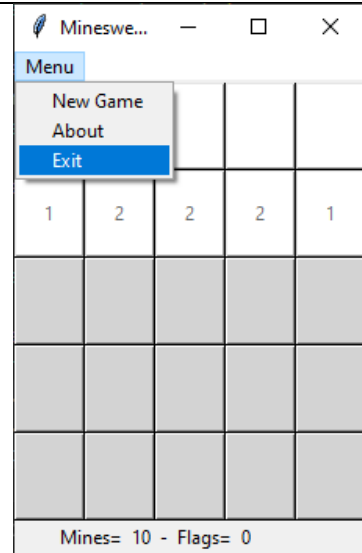 Mineswe...
Menu
New Game
About
Exit
1 2 2 2 1
Mines= 10 - Flags= 0